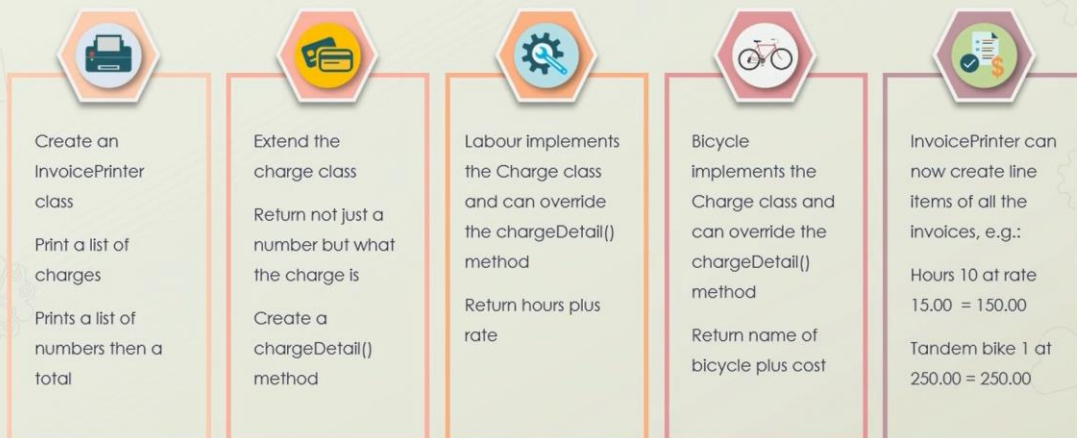 Create an
InvoicePrinter
class
Print a list of
charges
Prints a list of
numbers then a
total
Extend the
charge class
Return not just a
number but what
the charge is
Create a
chargeDetail()
method
Labour implements
the Charge class
and can override
the chargeDetail()
method
Return hours plus
rate
Bicycle
implements the
Charge class and
can override the
chargeDetail()
method
Return name of
bicycle plus cost
InvoicePrinter can
now create line
items of all the
invoices, e.g.:
Hours 10 at rate
15.00 = 150.00
Tandem bike 1 at
250.00 = 250.00